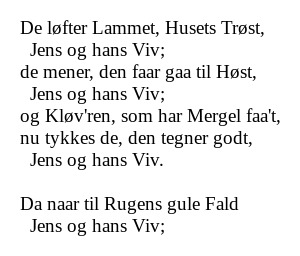 De løfter Lammet, Husets Trøst,
Jens og hans Viv;
de mener, den faar gaa til Høst,
Jens og hans Viv;
og Kløv'ren, som har Mergel faa't,
nu tykkes de, den tegner godt,
Jens og hans Viv.

Da naar til Rugens gule Fald
Jens og hans Viv;